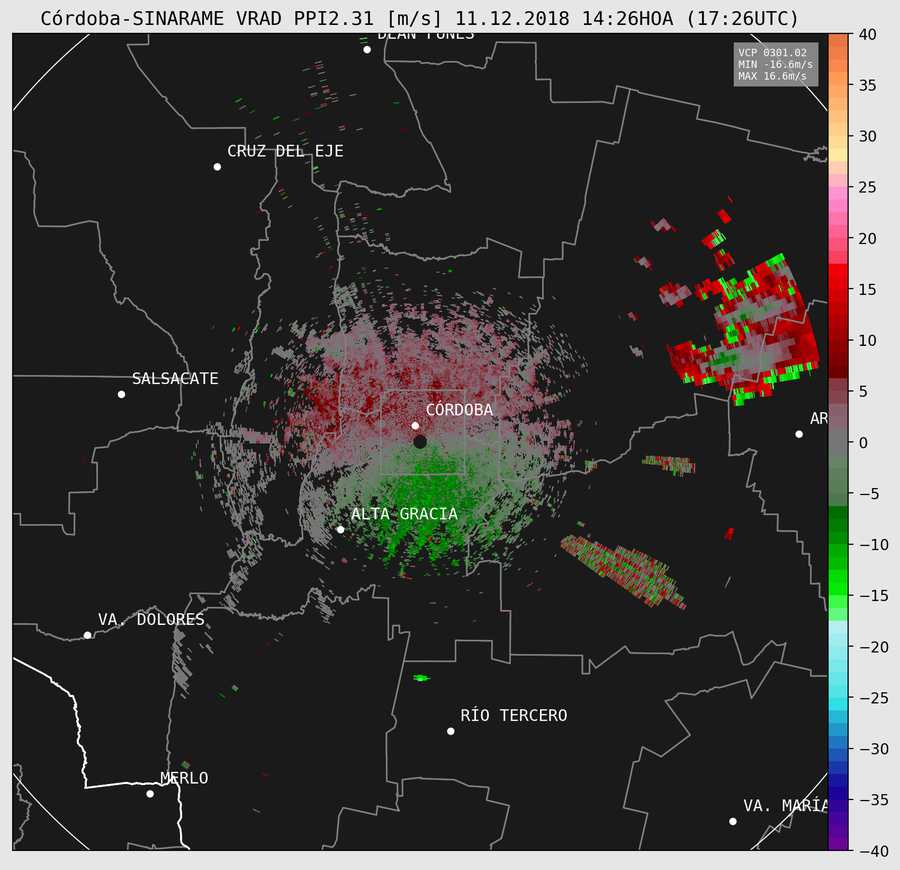 Córdoba-SINARAME VRAD PPI2.31 [m/s] 11.12.2018 14:26HOA (17:26UTC)
DEÁN FUNES
VCP 0301.02
MIN -16.6m/s
MAX 16.6m/s
CRUZ DEL EJE
SALSACATE
CÓRDOBA
AR
ALTA GRACIA
VA. DOLORES
RÍO TERCERO
MERLO
VA. MARÍA
40
35
30
25
20
15
10
5
0
−5
−10
−15
−20
−25
−30
−35
−40